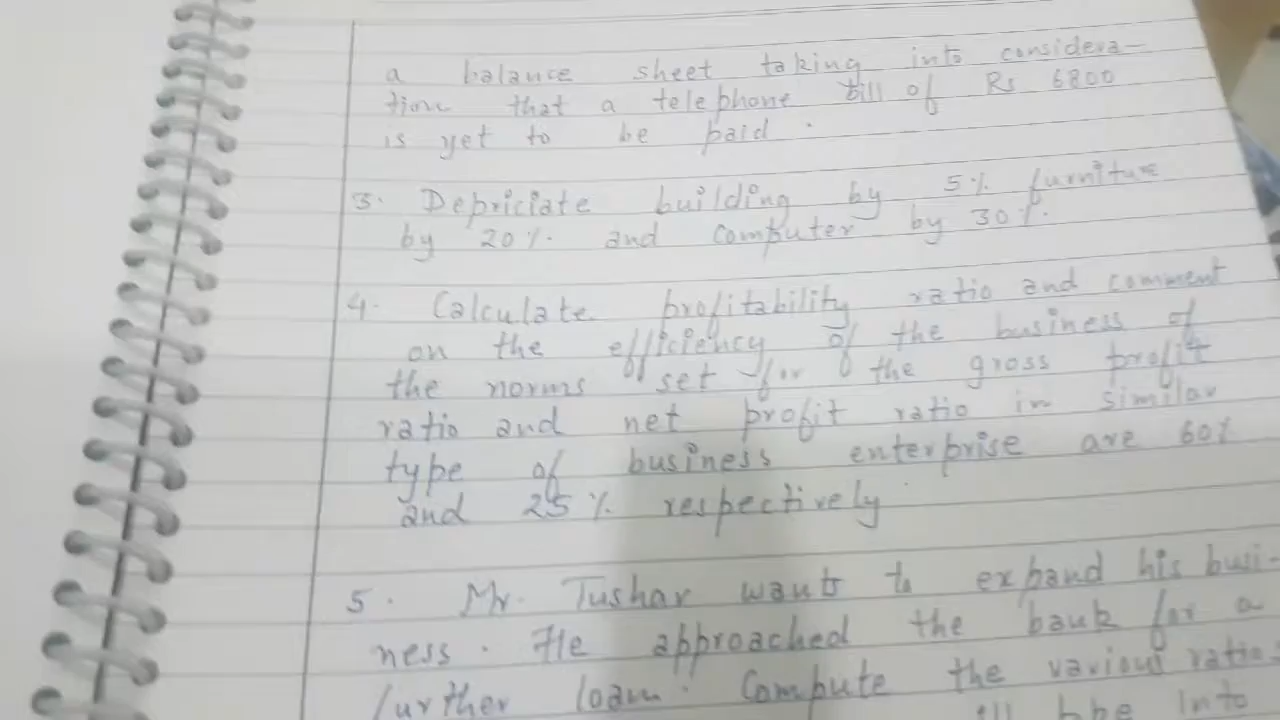 a balance sheet taking into considera-
tion that a telephone bill of Rs 6800
is yet to be paid.
3. Depriciate building by 5% furniture
by 20% and computer by 30%.
4. Calculate profitability ratio and comment
on the efficiency of the business of
the norms set for the gross profit
ratio and net profit ratio in similar
type of business enterprise are 60%
and 25% respectively
5. Mr. Tushar wants to expand his busi-
ness. He approached the bank for a
further loan. Compute the various ratio
into